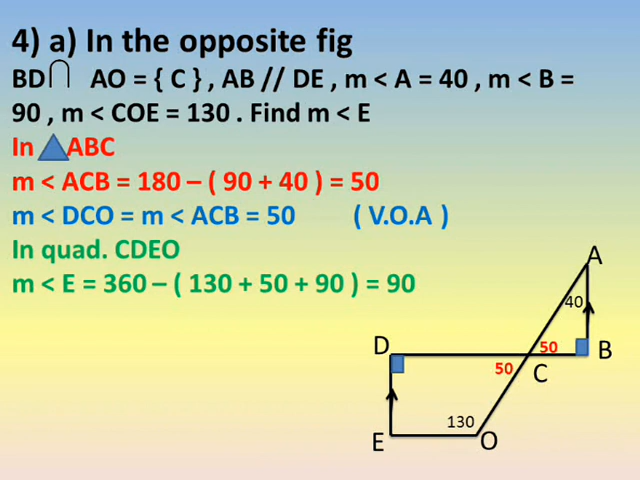 4) a) In the opposite fig
BD∩ AO = { C } , AB // DE , m < A = 40 , m < B =
90 , m < COE = 130 . Find m < E
In ABC
m < ACB = 180 – ( 90 + 40 ) = 50
m < DCO = m < ACB = 50 ( V.O.A )
In quad. CDEO
m < E = 360 – ( 130 + 50 + 90 ) = 90
A
40
D
50
B
50
C
130
E
O